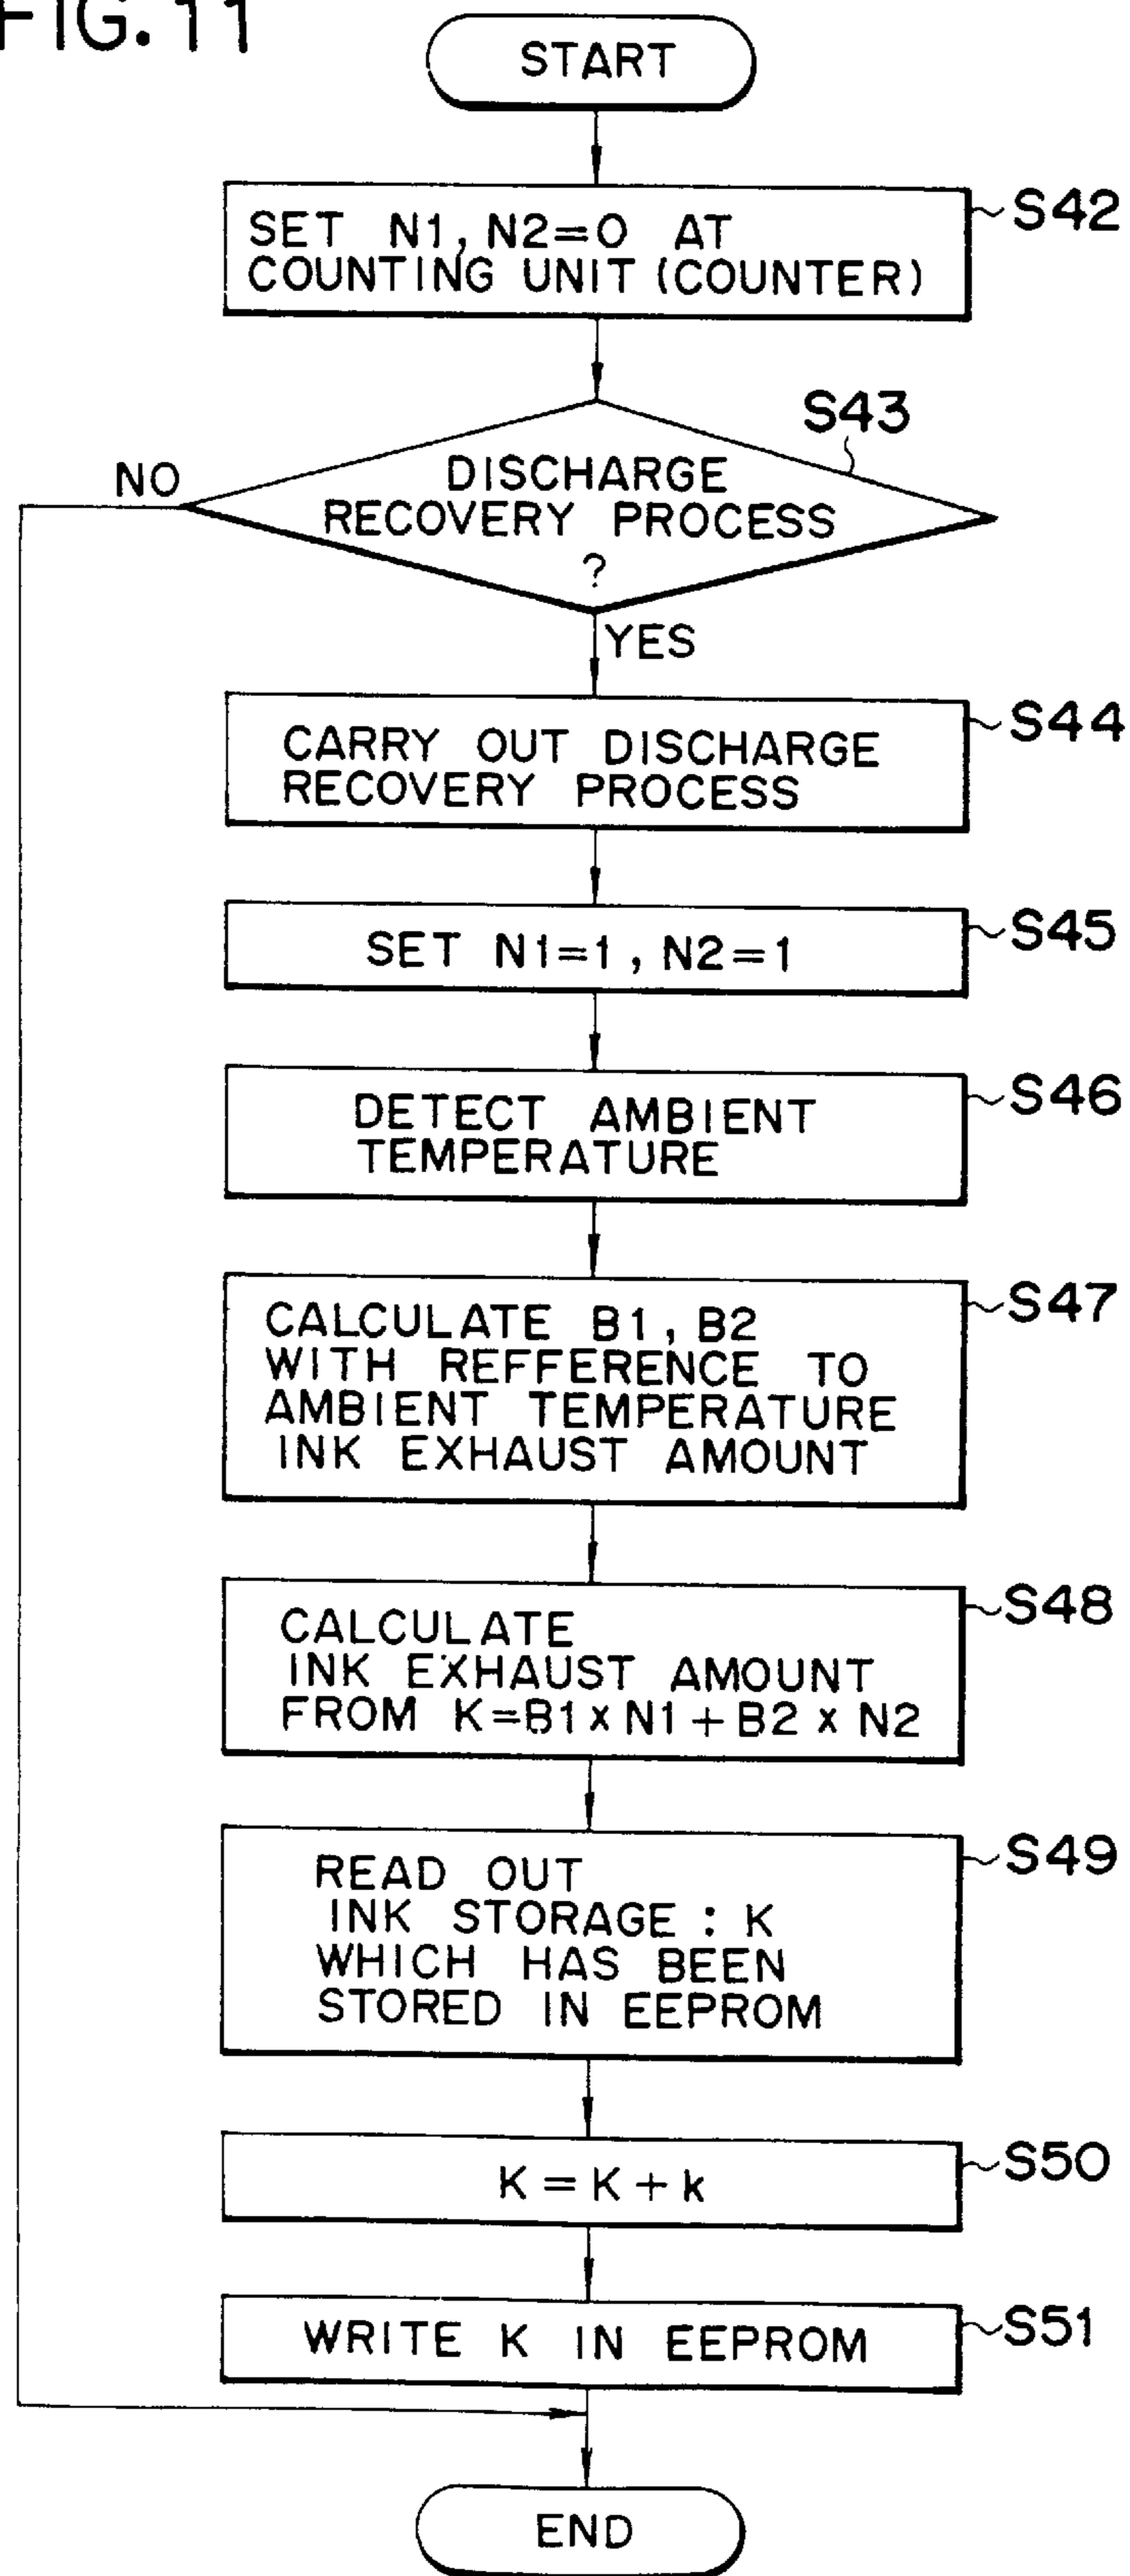 FIG. 11
START
SET N1, N2=0 AT
COUNTING UNIT (COUNTER)
S42
S43
DISCHARGE
RECOVERY PROCESS
?
NO
YES
CARRY OUT DISCHARGE
RECOVERY PROCESS
S44
SET N1=1, N2=1
S45
DETECT AMBIENT
TEMPERATURE
S46
CALCULATE B1, B2
WITH REFFERENCE TO
AMBIENT TEMPERATURE
INK EXHAUST AMOUNT
S47
CALCULATE
INK EXHAUST AMOUNT
FROM K=B1 x N1 + B2 x N2
S48
READ OUT
INK STORAGE : K
WHICH HAS BEEN
STORED IN EEPROM
S49
K = K + k
S50
WRITE K IN EEPROM
S51
END